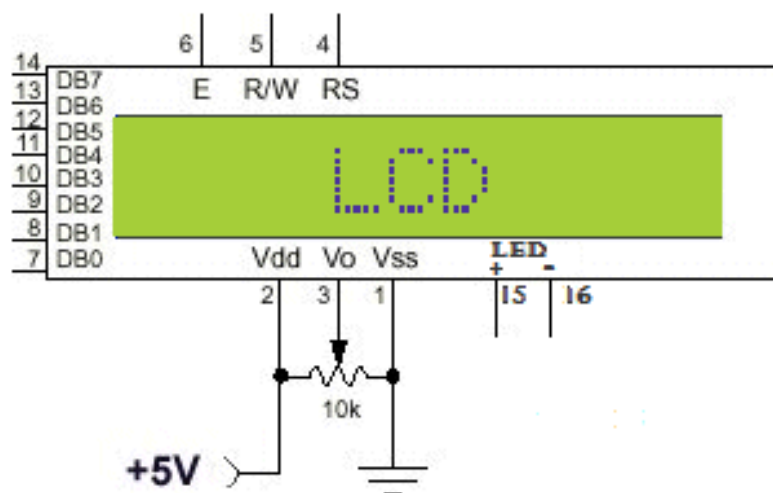 6 5 4
14 DB7 E R/W RS
13 DB6
12 DB5
11 DB4
10 DB3
9 DB2
8 DB1
7 DB0
LCD
Vdd Vo Vss LED
+ -
2 3 1 15 16
10k
+5V